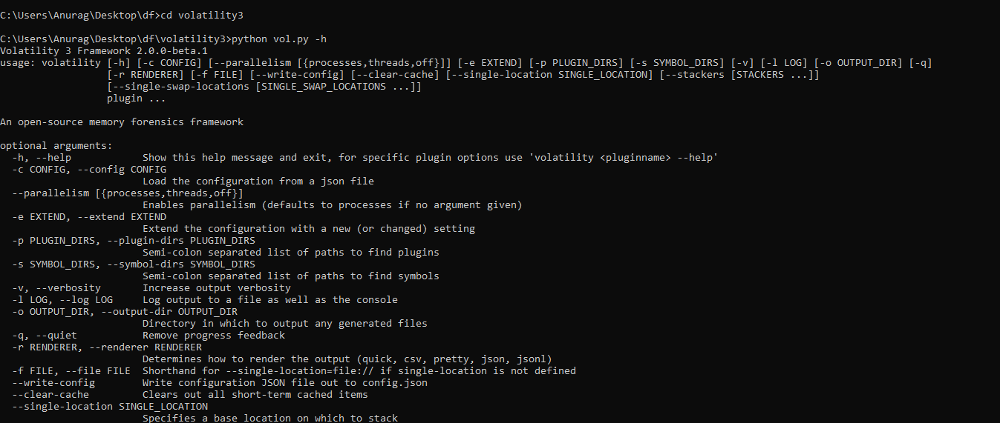 C:\Users\Anurag\Desktop\df>cd volatility3
C:\Users\Anurag\Desktop\df\volatility3>python vol.py -h
Volatility 3 Framework 2.0.0-beta.1
usage: volatility [-h] [-c CONFIG] [--parallelism [{processes,threads,off}]] [-e EXTEND] [-p PLUGIN_DIRS] [-s SYMBOL_DIRS] [-v] [-l LOG] [-o OUTPUT_DIR] [-q]
[-r RENDERER] [-f FILE] [--write-config] [--clear-cache] [--single-location SINGLE_LOCATION] [--stackers [STACKERS ...]]
[--single-swap-locations [SINGLE_SWAP_LOCATIONS ...]]
plugin ...
An open-source memory forensics framework
optional arguments:
-h, --help Show this help message and exit, for specific plugin options use 'volatility <pluginname> --help'
-c CONFIG, --config CONFIG
Load the configuration from a json file
--parallelism [{processes,threads,off}]
Enables parallelism (defaults to processes if no argument given)
-e EXTEND, --extend EXTEND
Extend the configuration with a new (or changed) setting
-p PLUGIN_DIRS, --plugin-dirs PLUGIN_DIRS
Semi-colon separated list of paths to find plugins
-s SYMBOL_DIRS, --symbol-dirs SYMBOL_DIRS
Semi-colon separated list of paths to find symbols
-v, --verbosity Increase output verbosity
-l LOG, --log LOG Log output to a file as well as the console
-o OUTPUT_DIR, --output-dir OUTPUT_DIR
Directory in which to output any generated files
-q, --quiet Remove progress feedback
-r RENDERER, --renderer RENDERER
Determines how to render the output (quick, csv, pretty, json, jsonl)
-f FILE, --file FILE Shorthand for --single-location=file:// if single-location is not defined
--write-config Write configuration JSON file out to config.json
--clear-cache Clears out all short-term cached items
--single-location SINGLE_LOCATION
Specifies a base location on which to stack